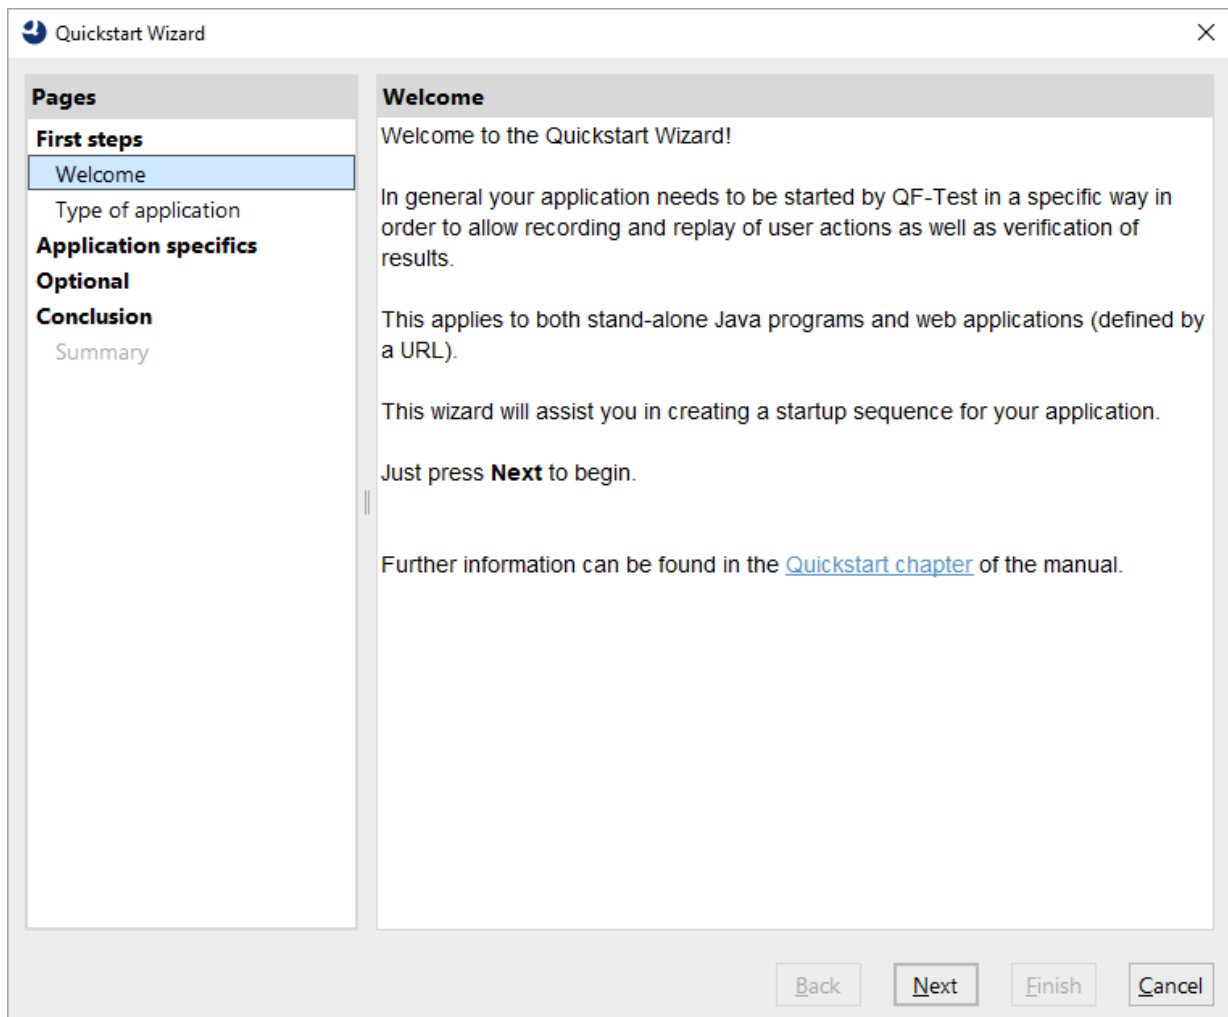 Quickstart Wizard
Pages
First steps
Welcome
Type of application
Application specifics
Optional
Conclusion
Summary
Welcome
Welcome to the Quickstart Wizard!
In general your application needs to be started by QF-Test in a specific way in
order to allow recording and replay of user actions as well as verification of
results.
This applies to both stand-alone Java programs and web applications (defined by
a URL).
This wizard will assist you in creating a startup sequence for your application.
Just press Next to begin.
Further information can be found in the Quickstart chapter of the manual.
Back Next Finish Cancel